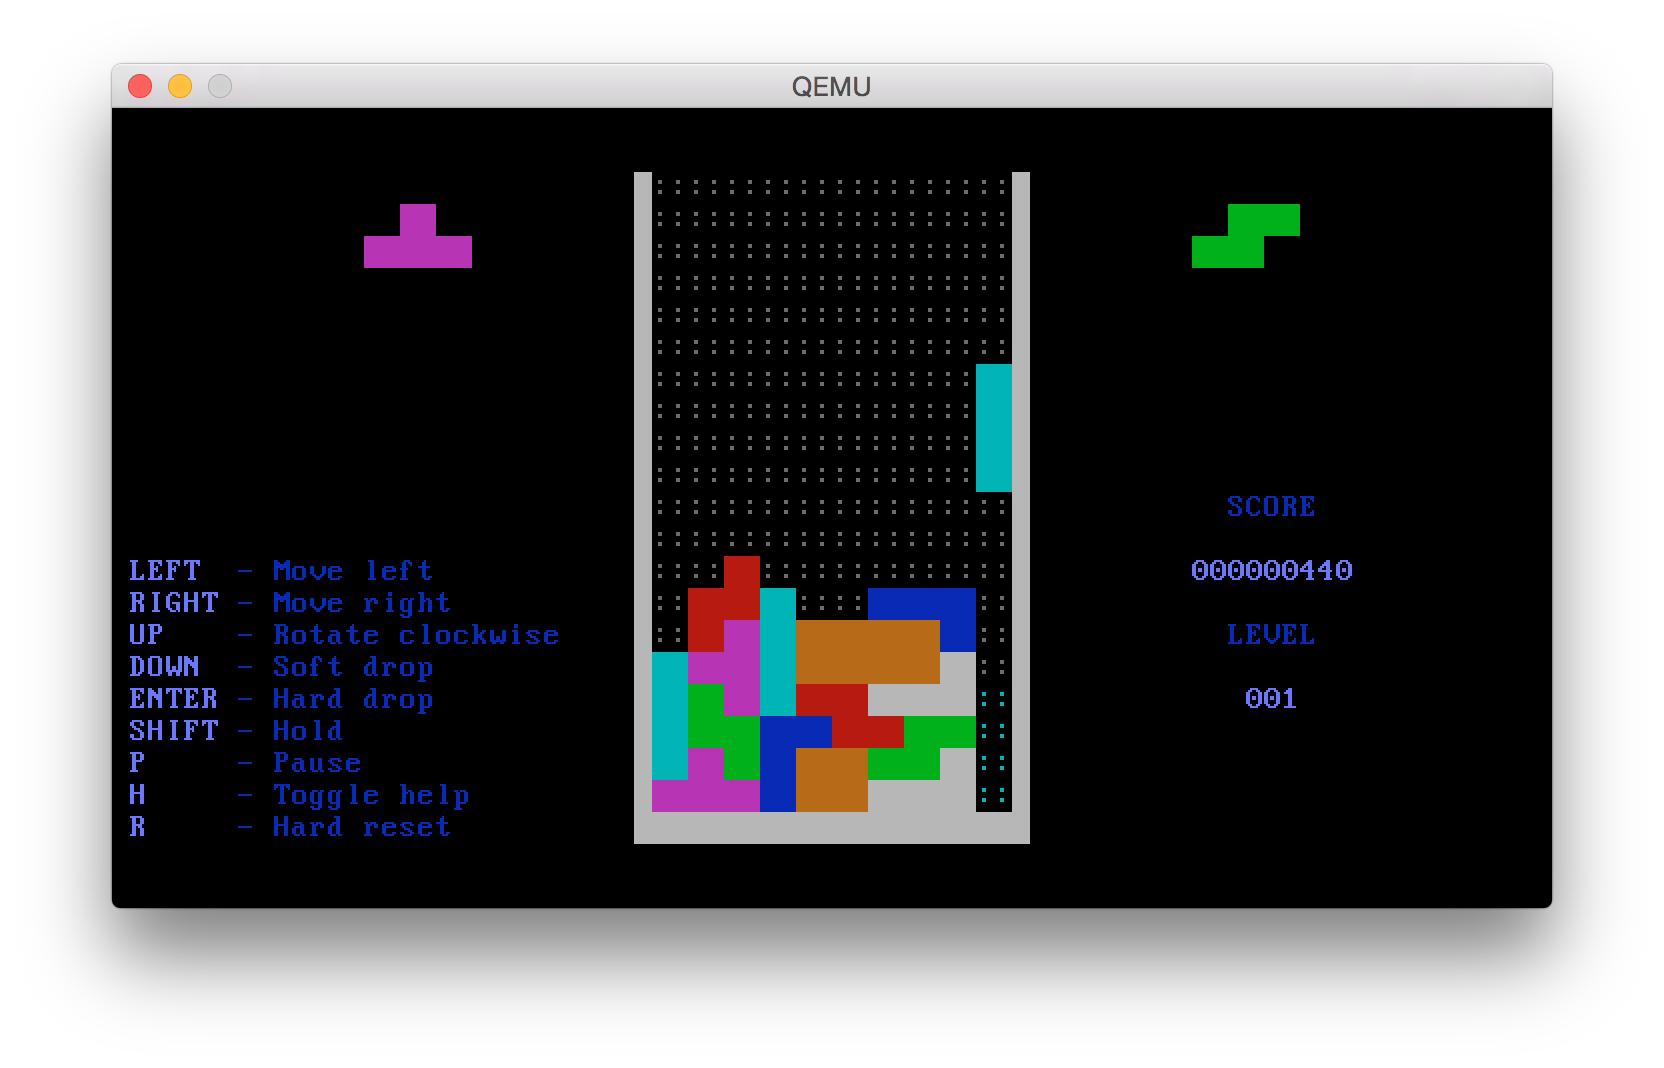 QEMU
SCORE
000000440
LEVEL
001
LEFT - Move left
RIGHT - Move right
UP - Rotate clockwise
DOWN - Soft drop
ENTER - Hard drop
SHIFT - Hold
P - Pause
H - Toggle help
R - Hard reset